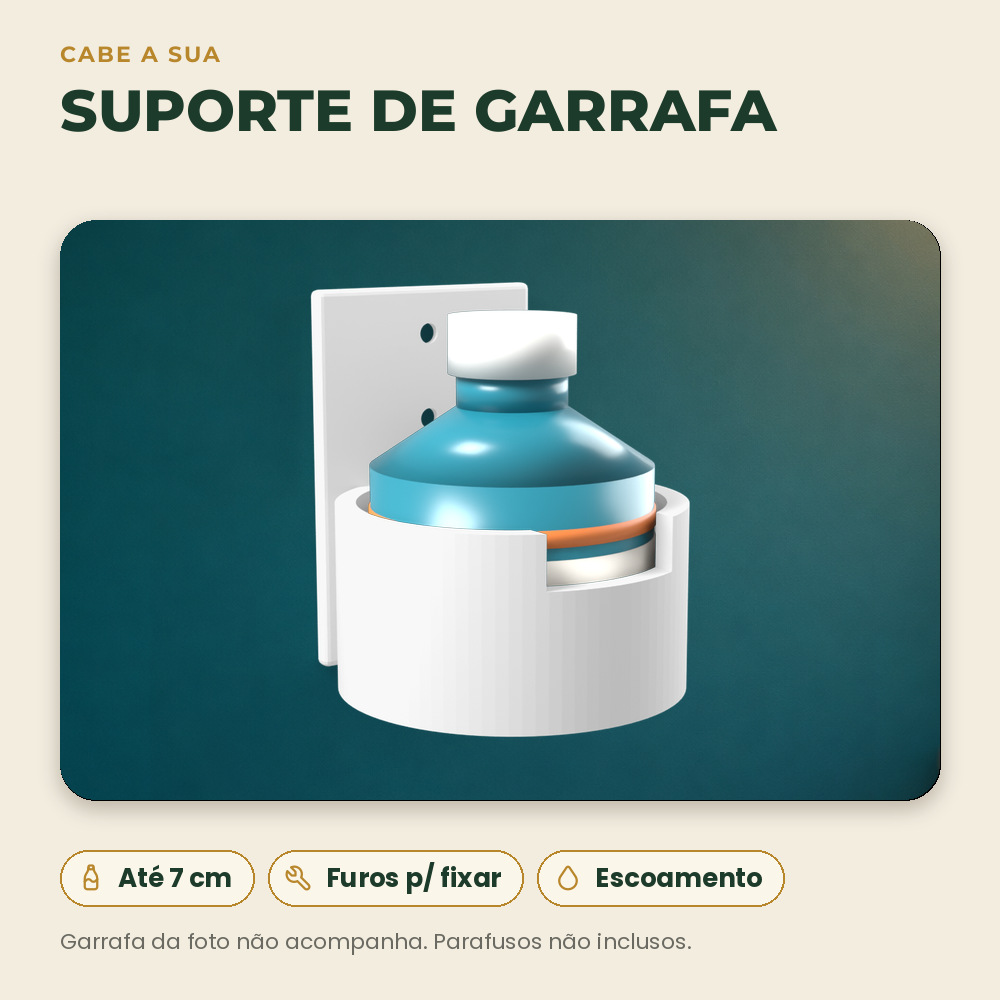 CABE A SUA
SUPORTE DE GARRAFA
Até 7 cm
Furos p/ fixar
Escoamento
Garrafa da foto não acompanha. Parafusos não inclusos.